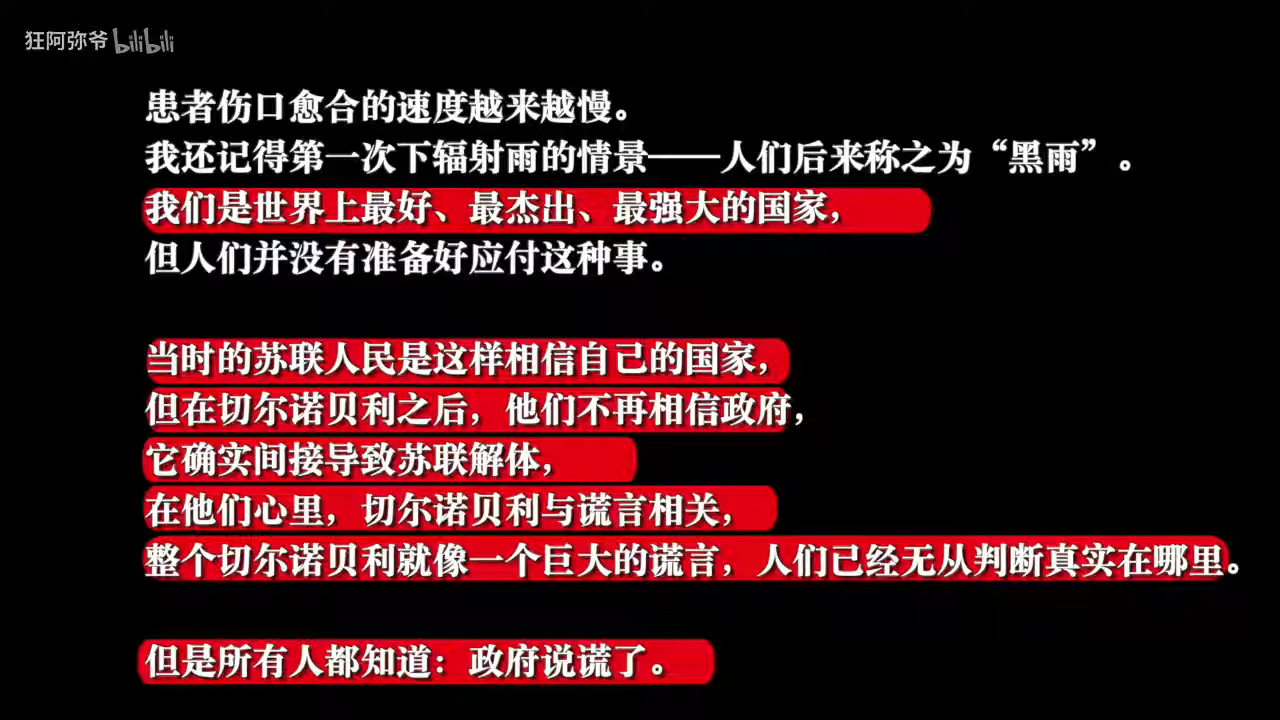 狂阿弥爷 bilibili
患者伤口愈合的速度越来越慢。
我还记得第一次下辐射雨的情景——人们后来称之为“黑雨”。
我们是世界上最好、最杰出、最强大的国家，
但人们并没有准备好应付这种事。
当时的苏联人民是这样相信自己的国家，
但在切尔诺贝利之后，他们不再相信政府，
它确实间接导致苏联解体，
在他们心里，切尔诺贝利与谎言相关，
整个切尔诺贝利就像一个巨大的谎言，人们已经无从判断真实在哪里。
但是所有人都知道：政府说谎了。